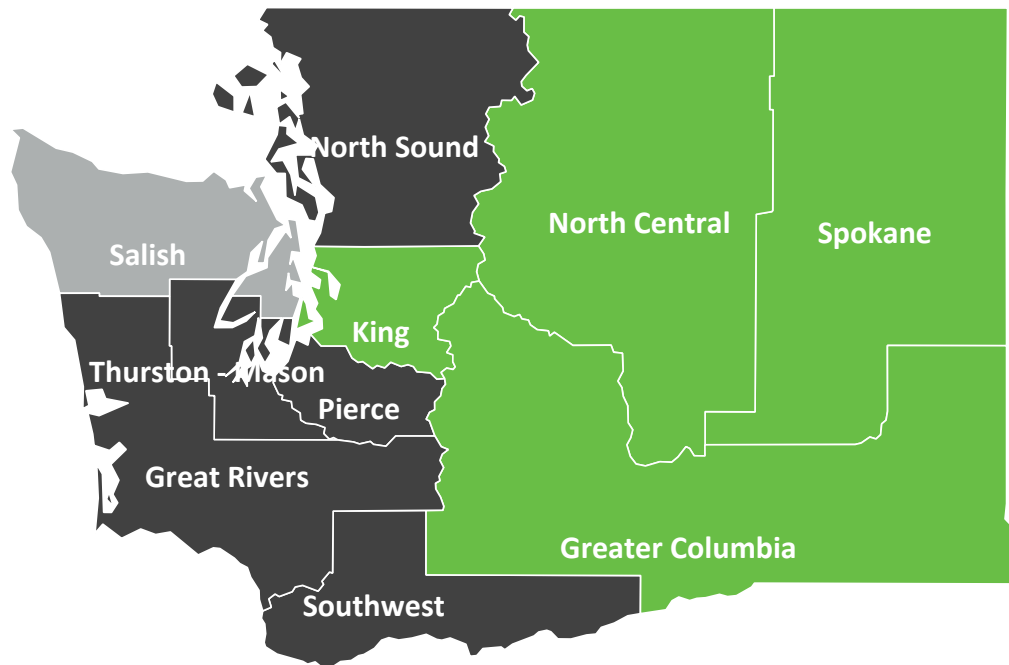 North Sound
North Central
Spokane
Salish
King
Thurston - Mason
Pierce
Great Rivers
Greater Columbia
Southwest